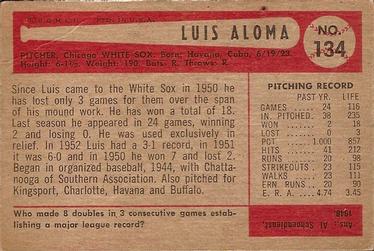 LUIS ALOMA
NO.
134
PITCHER, Chicago WHITE SOX. Born: Havana, Cuba, 6/19/23.
Height: 6-1½. Weight: 190. Bats: R. Throws: R.
Since Luis came to the White Sox in 1950 he
has lost only 3 games for them over the span
of his mound work. He has won a total of 18.
Last season he appeared in 24 games, winning
2 and losing 0. He was used exclusively in
relief. In 1952 Luis had a 3-1 record, in 1951
it was 6-0 and in 1950 he won 7 and lost 2.
Began in organized baseball, 1944, with Chatta-
nooga of Southern Association. Also pitched for
Kingsport, Charlotte, Havana and Buffalo.
PITCHING RECORD
PAST YR. LIFE
GAMES 24 116
IN. PITCHED 38 235
WON 2 18
LOST 0 3
PCT. 1.000 857
HITS 41 212
RUNS 20 98
STRIKEOUTS 23 115
WALKS 23 111
ERN. RUNS 20 90
E. R. A. 4.74 3.45
Who made 8 doubles in 3 consecutive games estab-
lishing a major league record?
Ans: Al Schoendienst,
1948.